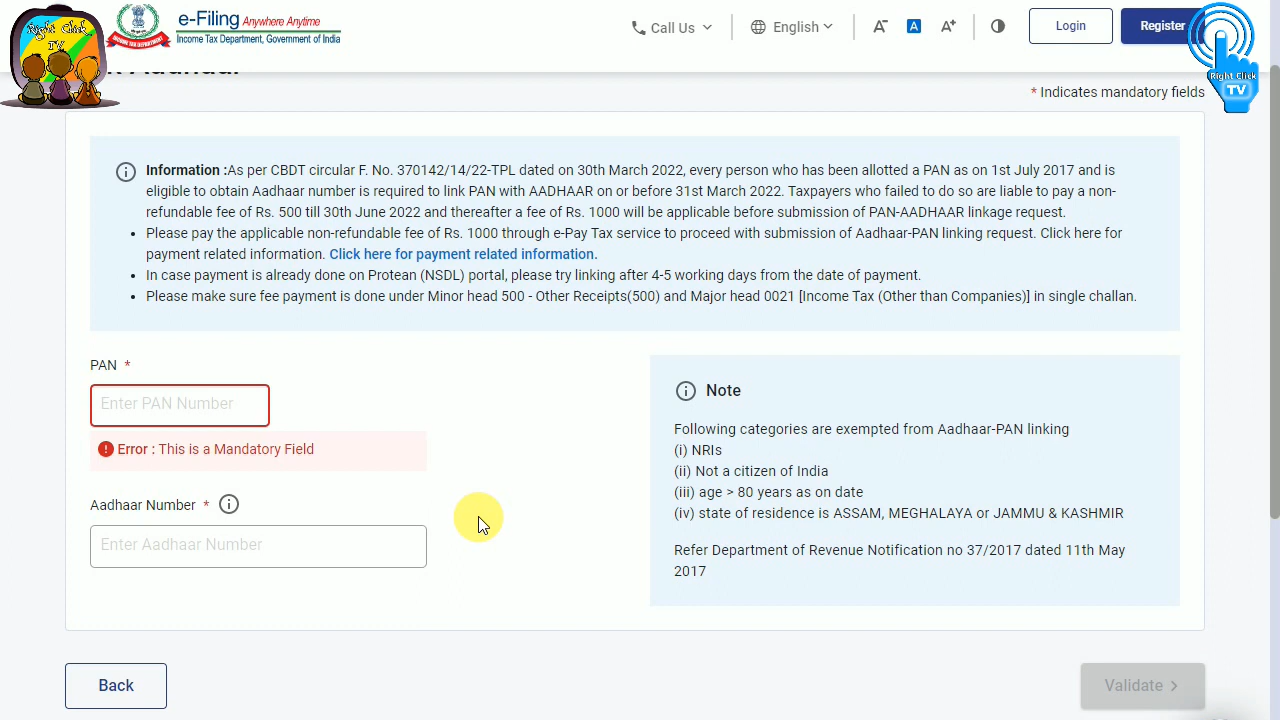 Right Click
TV
e-Filing Anywhere Anytime
Income Tax Department, Government of India
Call Us
English
A-
A
A+
Login
Register
Right Click
TV
* Indicates mandatory fields
Information :As per CBDT circular F. No. 370142/14/22-TPL dated on 30th March 2022, every person who has been allotted a PAN as on 1st July 2017 and is
eligible to obtain Aadhaar number is required to link PAN with AADHAAR on or before 31st March 2022. Taxpayers who failed to do so are liable to pay a non-
refundable fee of Rs. 500 till 30th June 2022 and thereafter a fee of Rs. 1000 will be applicable before submission of PAN-AADHAAR linkage request.
• Please pay the applicable non-refundable fee of Rs. 1000 through e-Pay Tax service to proceed with submission of Aadhaar-PAN linking request. Click here for
payment related information. Click here for payment related information.
• In case payment is already done on Protean (NSDL) portal, please try linking after 4-5 working days from the date of payment.
• Please make sure fee payment is done under Minor head 500 - Other Receipts(500) and Major head 0021 [Income Tax (Other than Companies)] in single challan.
PAN *
Enter PAN Number
Error : This is a Mandatory Field
Aadhaar Number *
Enter Aadhaar Number
Note
Following categories are exempted from Aadhaar-PAN linking
(i) NRIs
(ii) Not a citizen of India
(iii) age > 80 years as on date
(iv) state of residence is ASSAM, MEGHALAYA or JAMMU & KASHMIR
Refer Department of Revenue Notification no 37/2017 dated 11th May
2017
Back
Validate >